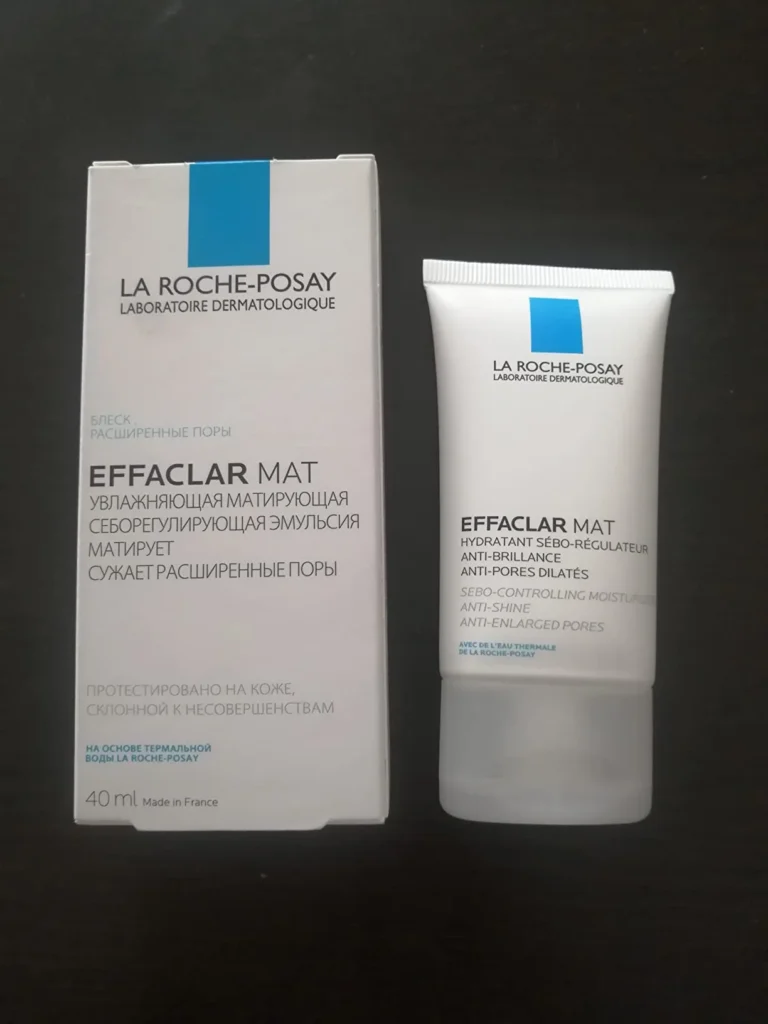 LA ROCHE-POSAY
LABORATOIRE DERMATOLOGIQUE
БЛЕСК
РАСШИРЕННЫЕ ПОРЫ
EFFACLAR MAT
УВЛАЖНЯЮЩАЯ МАТИРУЮЩАЯ
СЕБОРЕГУЛИРУЮЩАЯ ЭМУЛЬСИЯ
МАТИРУЕТ
СУЖАЕТ РАСШИРЕННЫЕ ПОРЫ
ПРОТЕСТИРОВАНО НА КОЖЕ,
СКЛОННОЙ К НЕСОВЕРШЕНСТВАМ
НА ОСНОВЕ ТЕРМАЛЬНОЙ
ВОДЫ LA ROCHE-POSAY
40 ml Made in France
LA ROCHE-POSAY
LABORATOIRE DERMATOLOGIQUE
EFFACLAR MAT
HYDRATANT SÉBO-RÉGULATEUR
ANTI-BRILLANCE
ANTI-PORES DILATÉS
SEBO-CONTROLLING MOISTURIZER
ANTI-SHINE
ANTI-ENLARGED PORES
AVEC DE L'EAU THERMALE
DE LA ROCHE-POSAY